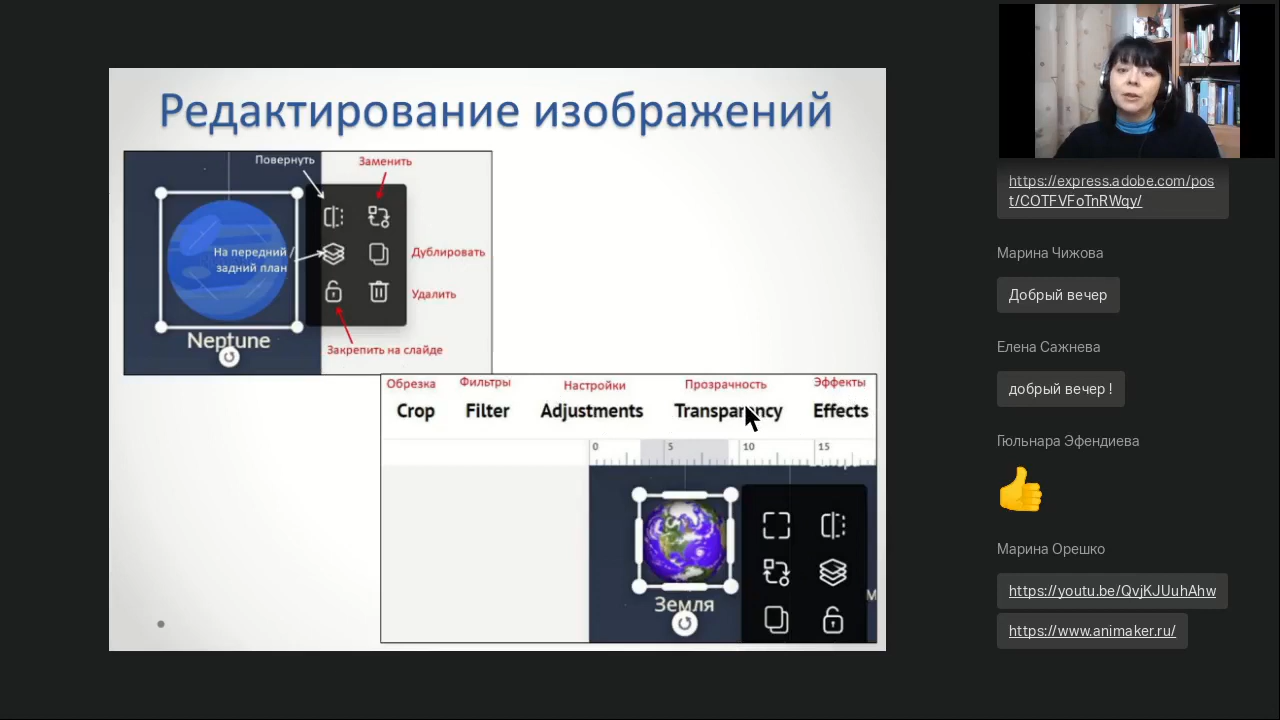 Редактирование изображений
Повернуть
Заменить
На передний /
задний план
Дублировать
Удалить
Neptune
Закрепить на слайде
Обрезка
Фильтры
Настройки
Прозрачность
Эффекты
Crop
Filter
Adjustments
Transparency
Effects
0
5
10
15
Земля
https://express.adobe.com/pos
t/COTFVFoTnRWqy/
Марина Чижова
Добрый вечер
Елена Сажнева
добрый вечер !
Гюльнара Эфендиева
Марина Орешко
https://youtu.be/QvjKJUuhAhw
https://www.animaker.ru/